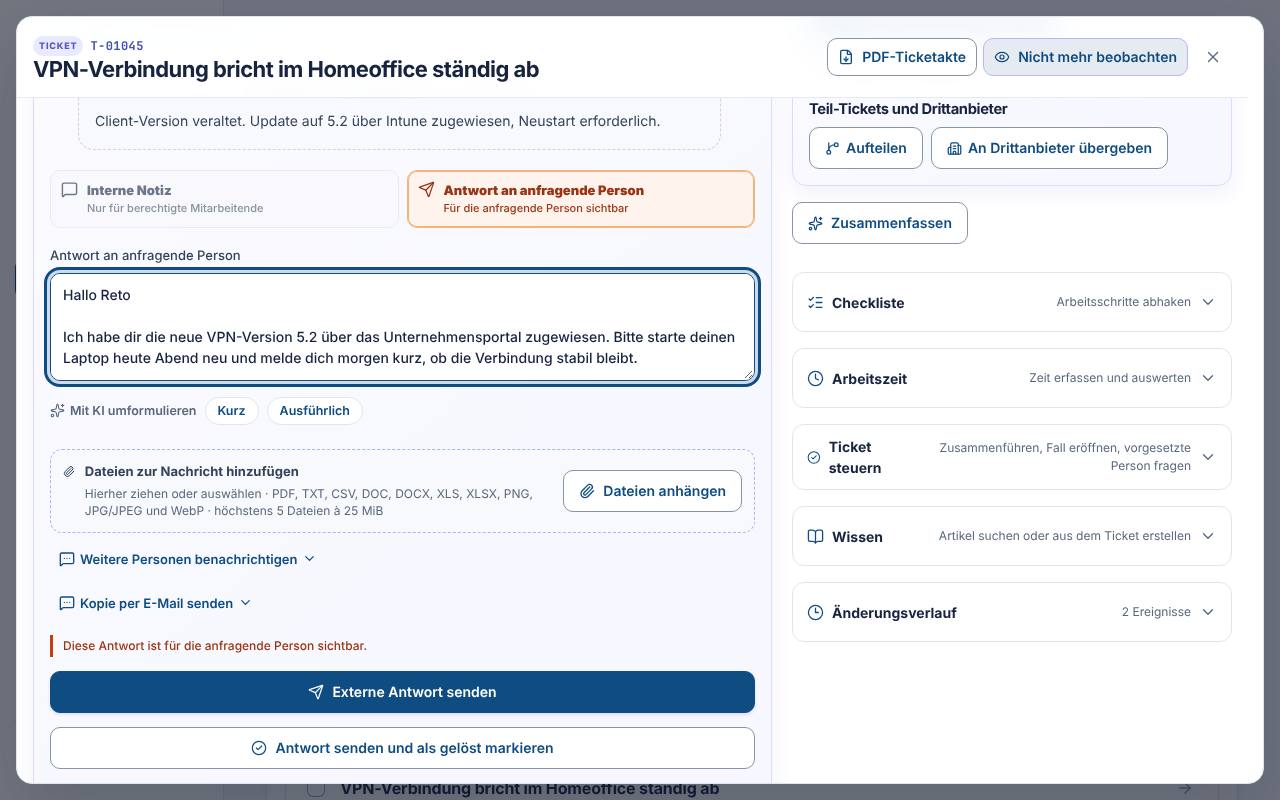 TICKET T-01045
VPN-Verbindung bricht im Homeoffice ständig ab
PDF-Ticketakte
Nicht mehr beobachten
Client-Version veraltet. Update auf 5.2 über Intune zugewiesen, Neustart erforderlich.
Interne Notiz
Nur für berechtigte Mitarbeitende
Antwort an anfragende Person
Für die anfragende Person sichtbar
Antwort an anfragende Person
Hallo Reto
Ich habe dir die neue VPN-Version 5.2 über das Unternehmensportal zugewiesen. Bitte starte deinen
Laptop heute Abend neu und melde dich morgen kurz, ob die Verbindung stabil bleibt.
Mit KI umformulieren
Kurz
Ausführlich
Dateien zur Nachricht hinzufügen
Hierher ziehen oder auswählen · PDF, TXT, CSV, DOC, DOCX, XLS, XLSX, PNG,
JPG/JPEG und WebP · höchstens 5 Dateien à 25 MiB
Dateien anhängen
Weitere Personen benachrichtigen
Kopie per E-Mail senden
Diese Antwort ist für die anfragende Person sichtbar.
Externe Antwort senden
Antwort senden und als gelöst markieren
Teil-Tickets und Drittanbieter
Aufteilen
An Drittanbieter übergeben
Zusammenfassen
Checkliste
Arbeitsschritte abhaken
Arbeitszeit
Zeit erfassen und auswerten
Ticket
steuern
Zusammenführen, Fall eröffnen, vorgesetzte
Person fragen
Wissen
Artikel suchen oder aus dem Ticket erstellen
Änderungsverlauf
2 Ereignisse
VPN-Verbindung bricht im Homeoffice ständig ab